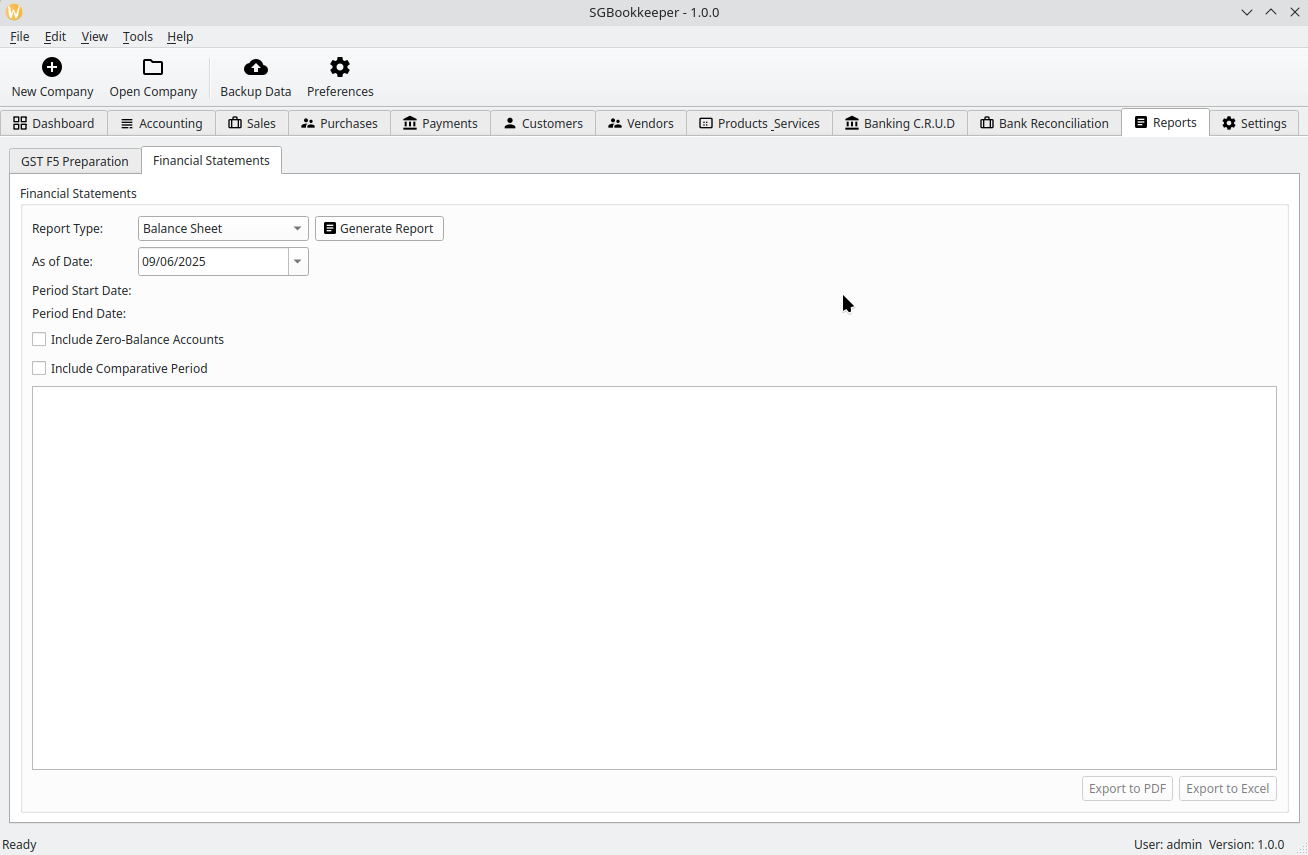 SGBookkeeper - 1.0.0
File Edit View Tools Help
New Company Open Company Backup Data Preferences
Dashboard Accounting Sales Purchases Payments Customers Vendors Products _Services Banking C.R.U.D Bank Reconciliation Reports Settings
GST F5 Preparation Financial Statements
Financial Statements
Report Type: Balance Sheet Generate Report
As of Date: 09/06/2025
Period Start Date:
Period End Date:
Include Zero-Balance Accounts
Include Comparative Period
Export to PDF Export to Excel
Ready User: admin Version: 1.0.0